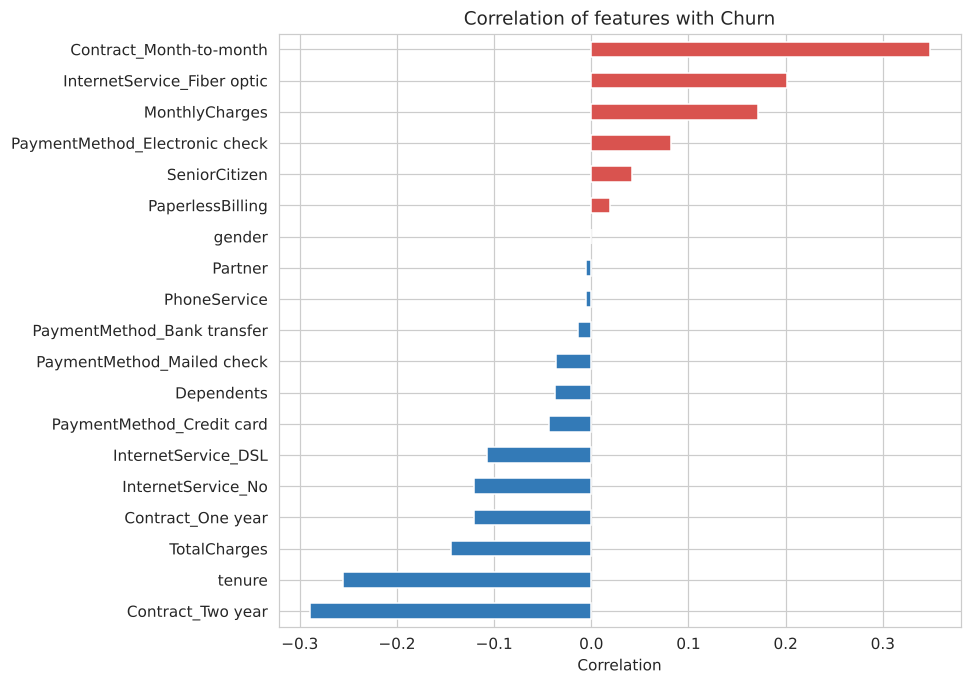 Correlation of features with Churn
Contract_Month-to-month
InternetService_Fiber optic
MonthlyCharges
PaymentMethod_Electronic check
SeniorCitizen
PaperlessBilling
gender
Partner
PhoneService
PaymentMethod_Bank transfer
PaymentMethod_Mailed check
Dependents
PaymentMethod_Credit card
InternetService_DSL
InternetService_No
Contract_One year
TotalCharges
tenure
Contract_Two year
−0.3 −0.2 −0.1 0.0 0.1 0.2 0.3
Correlation